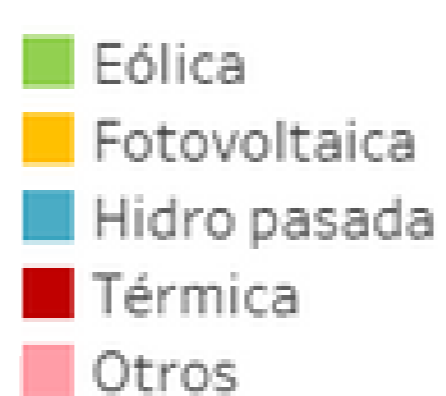 Eólica
Fotovoltaica
Hidro pasada
Térmica
Otros